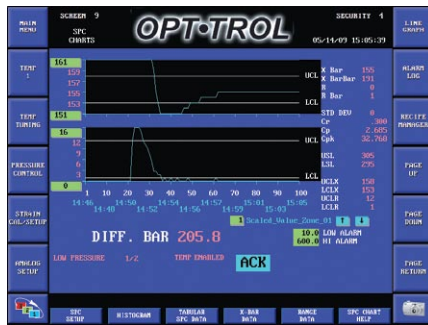 SCREEN 9
SPC
CHARTS
OPT•TROL
SECURITY 4
05/14/09 15:05:39
MAIN
MENU
TEMP
1
TEMP
TUNING
PRESSURE
CONTROL
STRAIN
CAL/SETUP
ANALOG
SETUP
LINE
GRAPH
ALARM
LOG
RECIPE
MANAGER
PAGE
UP
PAGE
DOWN
PAGE
RETURN
161
159
157
155
153
151
UCL
LCL
16
12
9
6
3
0
UCL
LCL
1 10 20 30 40 50 60 70 80 90 100
14:46 14:50 14:54 14:59 15:03
14:48 14:52 14:56 15:01 15:05
X Bar 155
X BarBar 191
R 0
R Bar 1
STD DEV 0
Cr .300
Cp 2.685
Cpk 32.760
USL 305
LSL 295
UCLX 158
LCLX 153
UCLR 12
LCLR 1
1 Scaled_Value_Zone_01
DIFF. BAR 205.8
10.0 LOW ALARM
600.0 HI ALARM
LOW PRESSURE 1/2 TEMP ENABLED ACK
SPC
SETUP
HISTOGRAM
TABULAR
SPC DATA
X-BAR
DATA
RANGE
DATA
SPC CHART
HELP